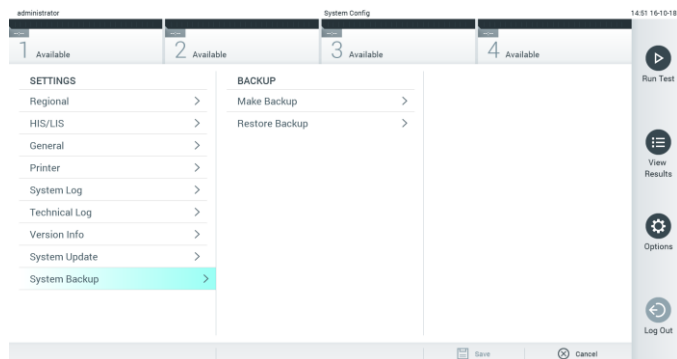 administrator System Config 14:51 16-10-18
--:-- --:-- --:-- --:--
1 Available 2 Available 3 Available 4 Available
SETTINGS BACKUP
Run Test
Regional > Make Backup >
HIS/LIS > Restore Backup >
General >
Printer >
View
Results
System Log >
Technical Log >
Version Info >
Options
System Update >
System Backup >
Log Out
Save Cancel